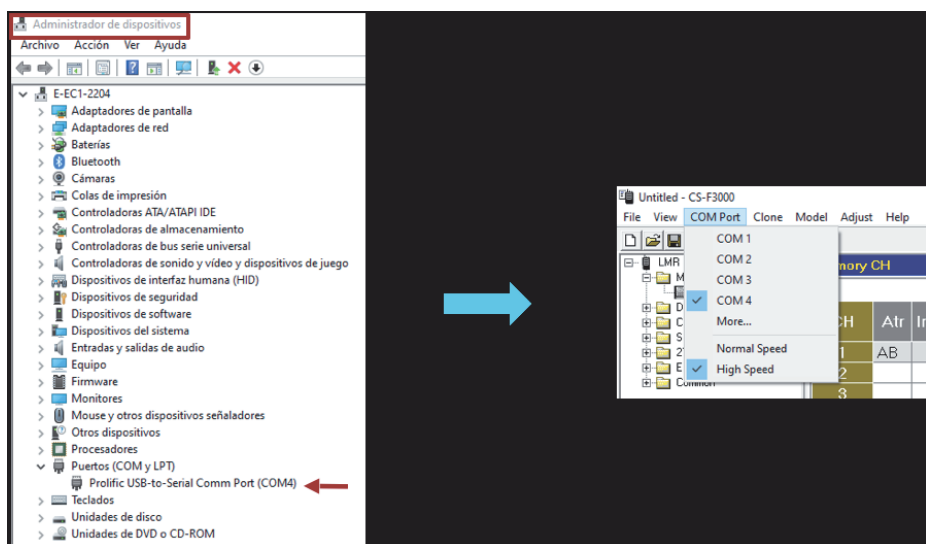 Administrador de dispositivos
Archivo Acción Ver Ayuda
E-EC1-2204
Adaptadores de pantalla
Adaptadores de red
Baterías
Bluetooth
Cámaras
Colas de impresión
Controladoras ATA/ATAPI IDE
Controladoras de almacenamiento
Controladoras de bus serie universal
Controladoras de sonido y vídeo y dispositivos de juego
Dispositivos de interfaz humana (HID)
Dispositivos de seguridad
Dispositivos de software
Dispositivos del sistema
Entradas y salidas de audio
Equipo
Firmware
Monitores
Mouse y otros dispositivos señaladores
Otros dispositivos
Procesadores
Puertos (COM y LPT)
Prolific USB-to-Serial Comm Port (COM4)
Teclados
Unidades de disco
Unidades de DVD o CD-ROM
Untitled - CS-F3000
File View COM Port Clone Model Adjust Help
COM 1
COM 2
COM 3
COM 4
More...
Normal Speed
High Speed
LMR
M
D
C
S
2
E
Common
mory CH
CH Atr In
1 AB
2
3